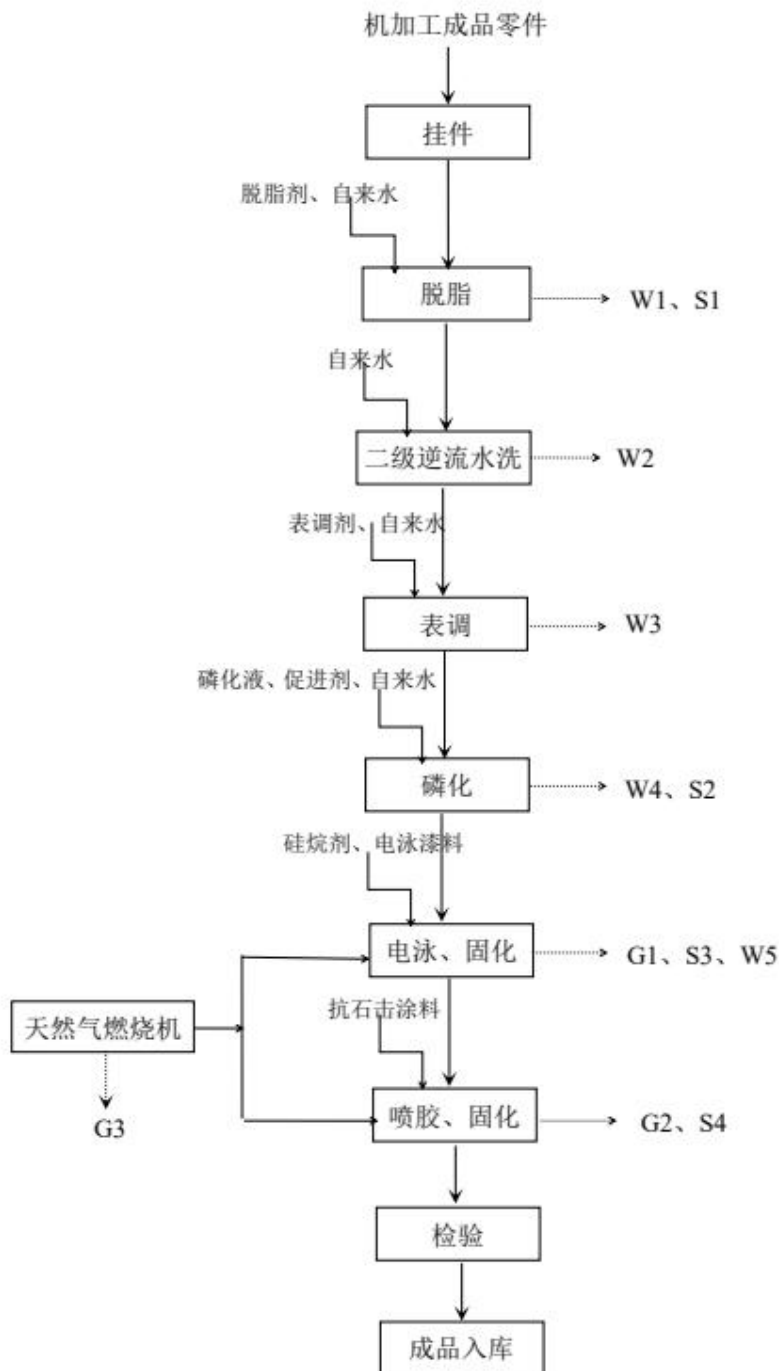 机加工成品零件
挂件
脱脂剂、自来水
脱脂
W1、S1
自来水
二级逆流水洗
W2
表调剂、自来水
表调
W3
磷化液、促进剂、自来水
磷化
W4、S2
硅烷剂、电泳漆料
电泳、固化
G1、S3、W5
抗石击涂料
天然气燃烧机
喷胶、固化
G2、S4
G3
检验
成品入库